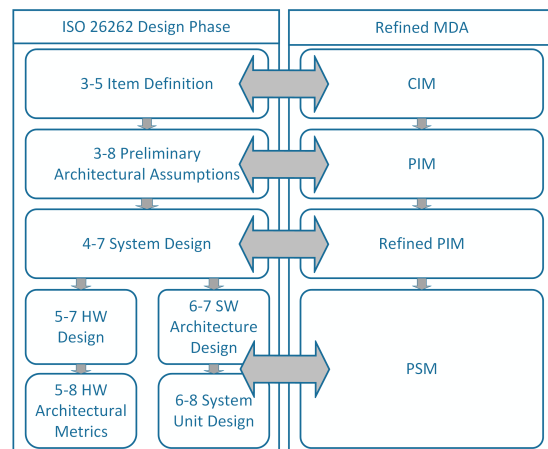 ISO 26262 Design Phase
Refined MDA
3-5 Item Definition
CIM
3-8 Preliminary
Architectural Assumptions
PIM
4-7 System Design
Refined PIM
5-7 HW
Design
6-7 SW
Architecture
Design
PSM
5-8 HW
Architectural
Metrics
6-8 System
Unit Design